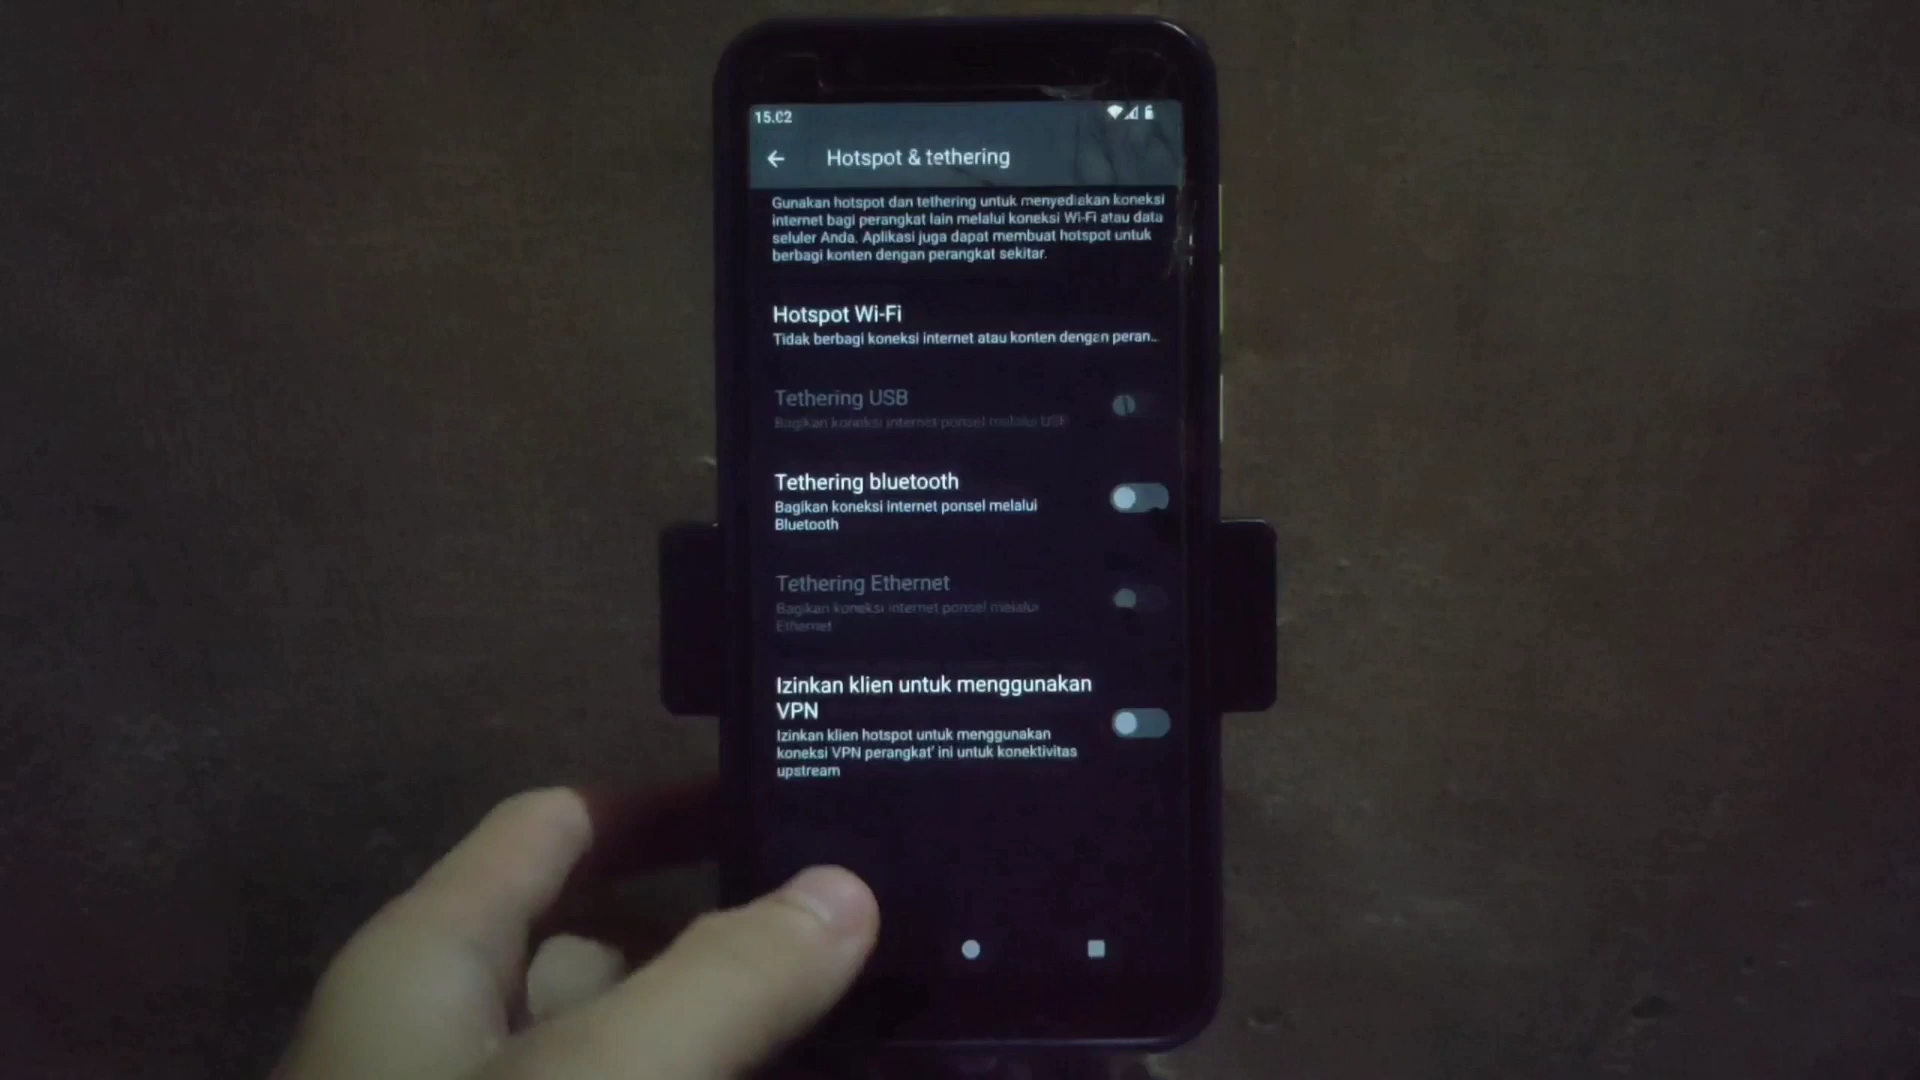 15.02
Hotspot & tethering
Gunakan hotspot dan tethering untuk menyediakan koneksi
internet bagi perangkat lain melalui koneksi Wi-Fi atau data
seluler Anda. Aplikasi juga dapat membuat hotspot untuk
berbagi konten dengan perangkat sekitar.
Hotspot Wi-Fi
Tidak berbagi koneksi internet atau konten dengan peran...
Tethering USB
Bagikan koneksi internet ponsel melalui USB
Tethering bluetooth
Bagikan koneksi internet ponsel melalui
Bluetooth
Tethering Ethernet
Bagikan koneksi internet ponsel melalui
Ethernet
Izinkan klien untuk menggunakan
VPN
Izinkan klien hotspot untuk menggunakan
koneksi VPN perangkat' ini untuk konektivitas
upstream